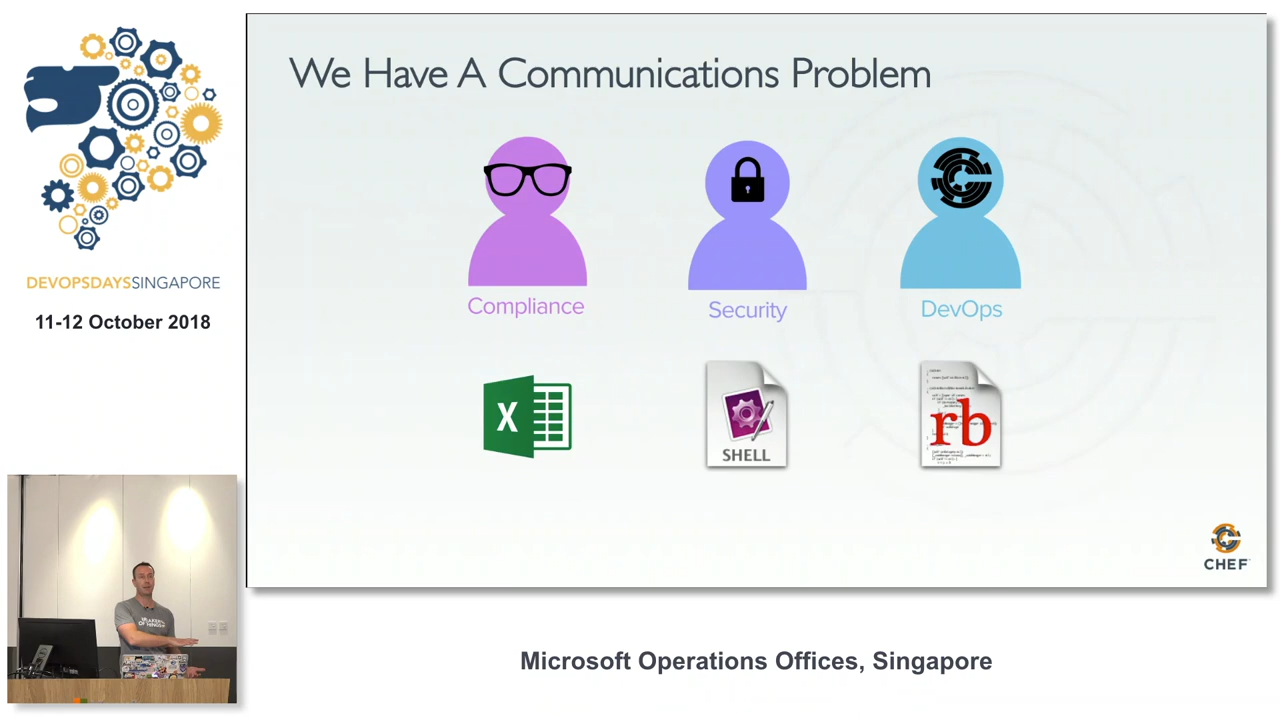 We Have A Communications Problem
DEVOPSDAYSSINGAPORE
11-12 October 2018
Compliance
Security
DevOps
X
SHELL
rb
CHEF
Microsoft Operations Offices, Singapore